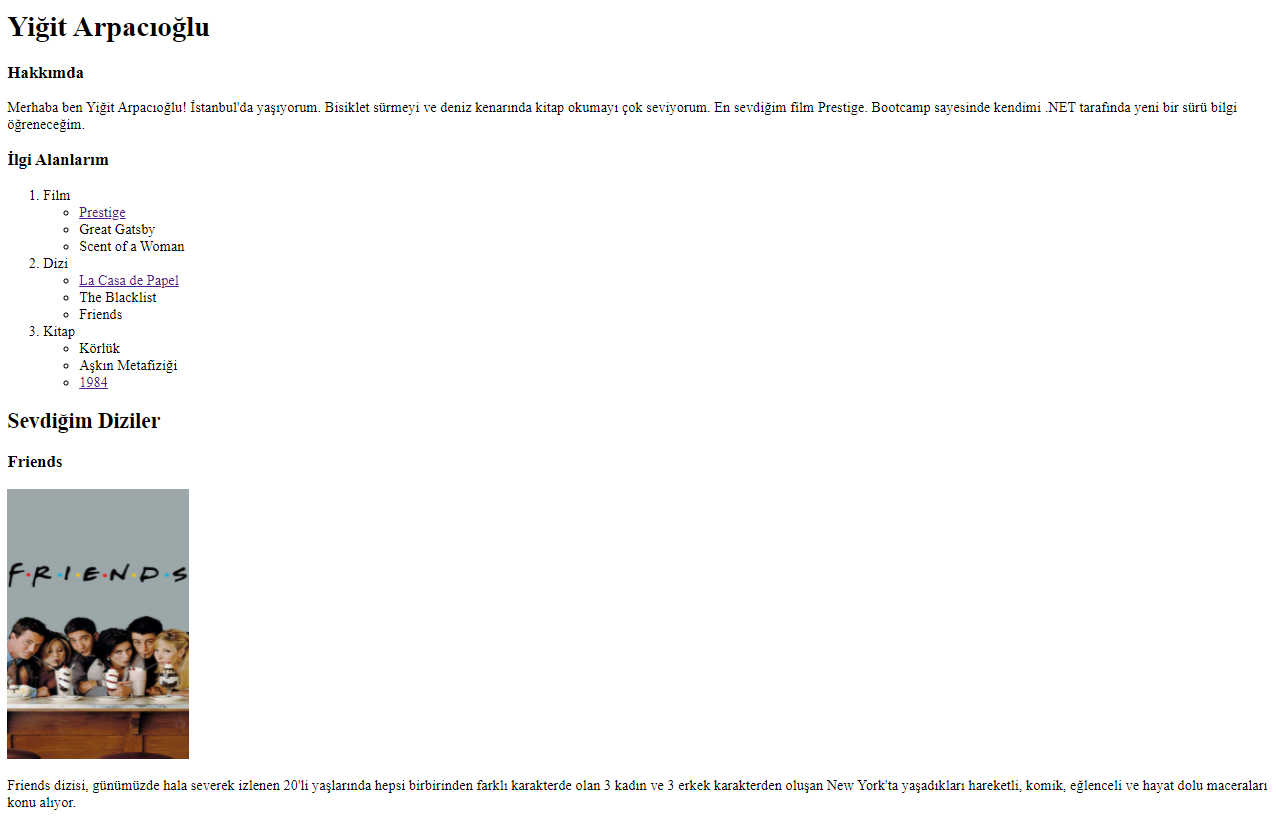 Yiğit Arpacıoğlu
Hakkımda
Merhaba ben Yiğit Arpacıoğlu! İstanbul'da yaşıyorum. Bisiklet sürmeyi ve deniz kenarında kitap okumayı çok seviyorum. En sevdiğim film Prestige. Bootcamp sayesinde kendimi .NET tarafında yeni bir sürü bilgi
öğreneceğim.
İlgi Alanlarım
1. Film
Prestige
Great Gatsby
Scent of a Woman
2. Dizi
La Casa de Papel
The Blacklist
Friends
3. Kitap
Körlük
Aşkın Metafiziği
1984
Sevdiğim Diziler
Friends
F·R·I·E·N·D·S
Friends dizisi, günümüzde hala severek izlenen 20'li yaşlarında hepsi birbirinden farklı karakterde olan 3 kadın ve 3 erkek karakterden oluşan New York'ta yaşadıkları hareketli, komik, eğlenceli ve hayat dolu maceraları
konu alıyor.